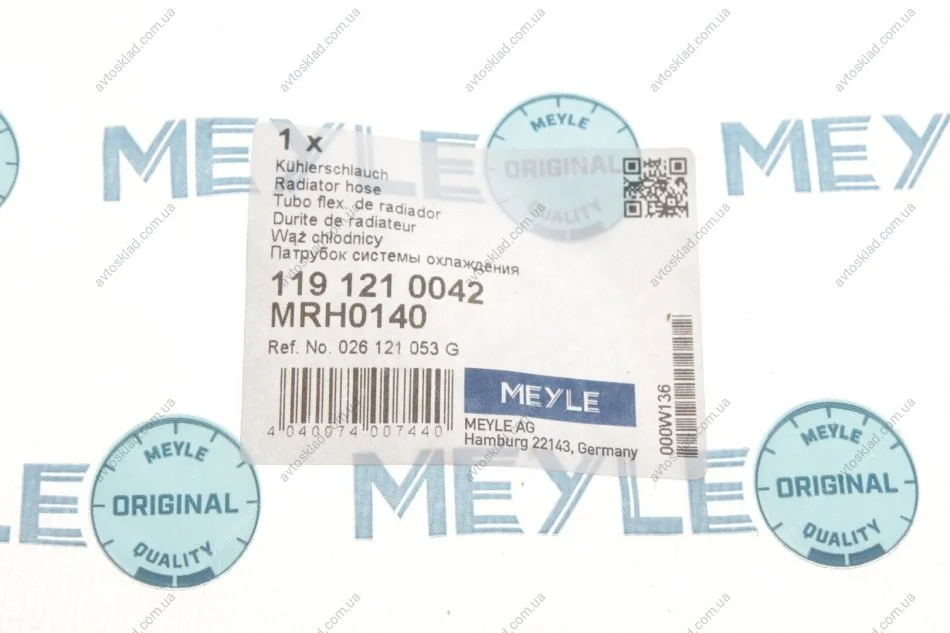 MEYLE
MEYLE
ORIGINAL
QUALITY
MEYLE
1 x
Kühlerschlauch
Radiator hose
Tubo flex. de radiador
Durite de radiateur
Wąż chłodnicy
Патрубок системы охлаждения
119 121 0042
MRH0140
Ref. No. 026 121 053 G
4 040074 007440
MEYLE
MEYLE AG
Hamburg 22143, Germany
000W136
MEYLE
ORIGINAL
QUALITY
MEYLE
MEYLE
ORIGINAL
QUALITY
avtosklad.com.ua